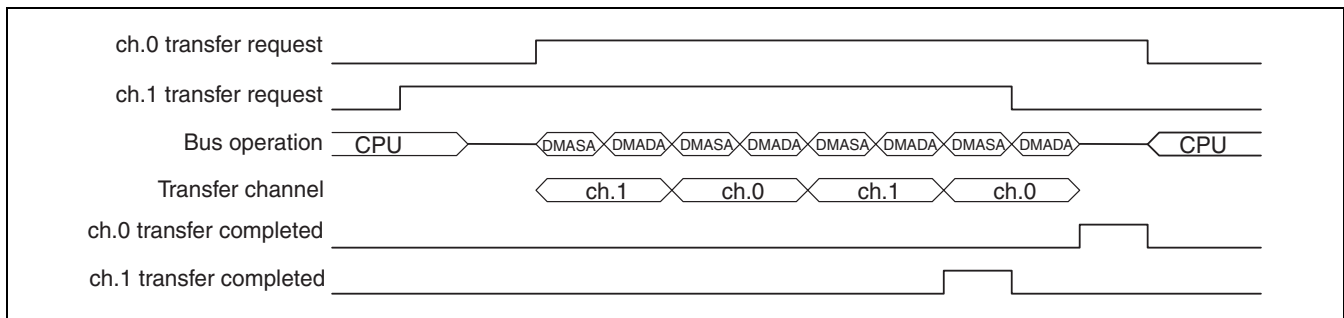 ch.0 transfer request
ch.1 transfer request
Bus operation CPU DMASA DMADA DMASA DMADA DMASA DMADA DMASA DMADA CPU
Transfer channel ch.1 ch.0 ch.1 ch.0
ch.0 transfer completed
ch.1 transfer completed